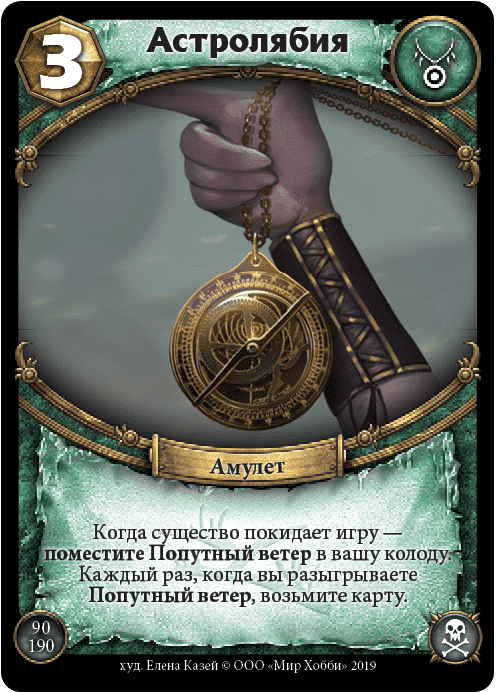 3
Астролябия
Амулет
Когда существо покидает игру —
поместите Попутный ветер в вашу колоду.
Каждый раз, когда вы разыгрываете
Попутный ветер, возьмите карту.
90
190
худ. Елена Казей © ООО «Мир Хобби» 2019